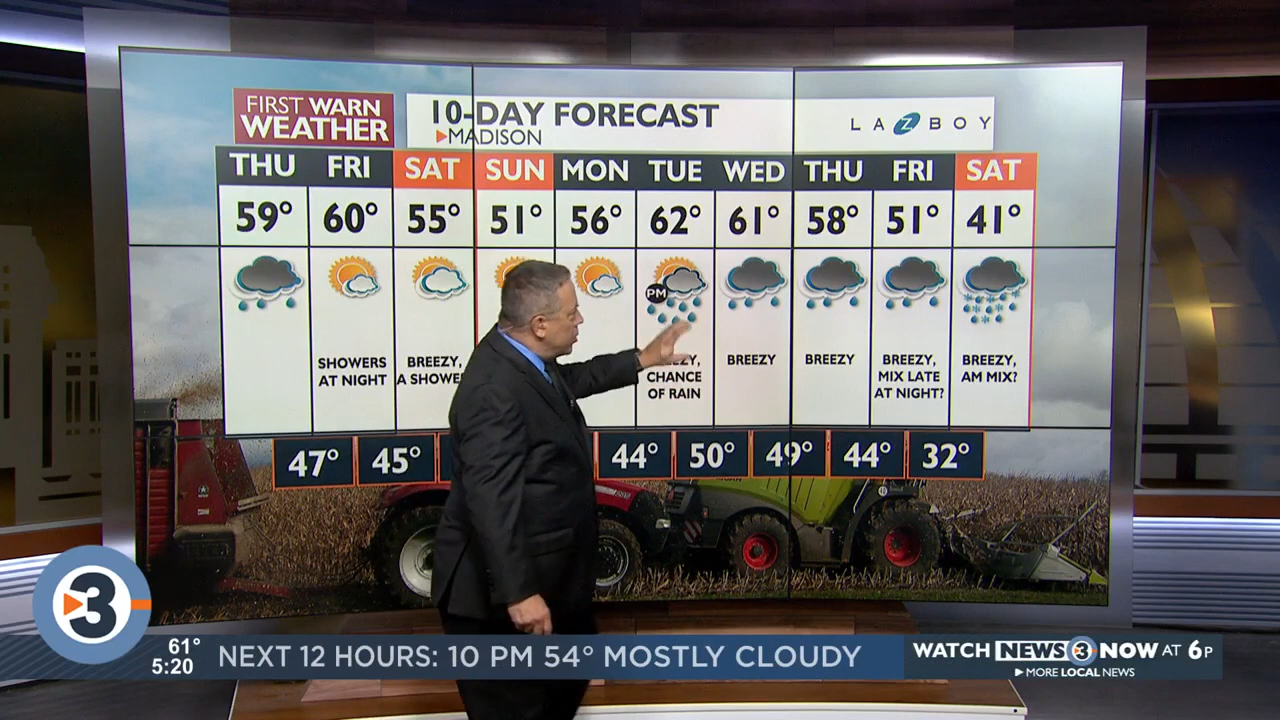 FIRST WARN
WEATHER
10-DAY FORECAST
MADISON
LA Z BOY
THU FRI SAT SUN MON TUE WED THU FRI SAT
59° 60° 55° 51° 56° 62° 61° 58° 51° 41°
PM
SHOWERS
AT NIGHT
BREEZY,
A SHOWE
CHANCE
OF RAIN
BREEZY
BREEZY
BREEZY,
MIX LATE
AT NIGHT?
BREEZY,
AM MIX?
47° 45° 44° 50° 49° 44° 32°
3
61°
5:20
NEXT 12 HOURS: 10 PM 54° MOSTLY CLOUDY
WATCH NEWS 3 NOW AT 6P
MORE LOCAL NEWS